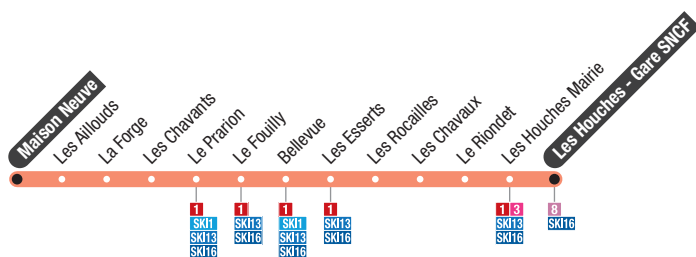 Maison Neuve
Les Aillouds
La Forge
Les Chavants
Le Prarion
Le Fouilly
Bellevue
Les Esserts
Les Rocailles
Les Chavaux
Le Riondet
Les Houches Mairie
Les Houches - Gare SNCF
1
SKI1
SKI13
SKI16
1
SKI13
SKI16
1
SKI1
SKI13
SKI16
1
SKI13
SKI16
1 3
SKI13
SKI16
8
SKI16